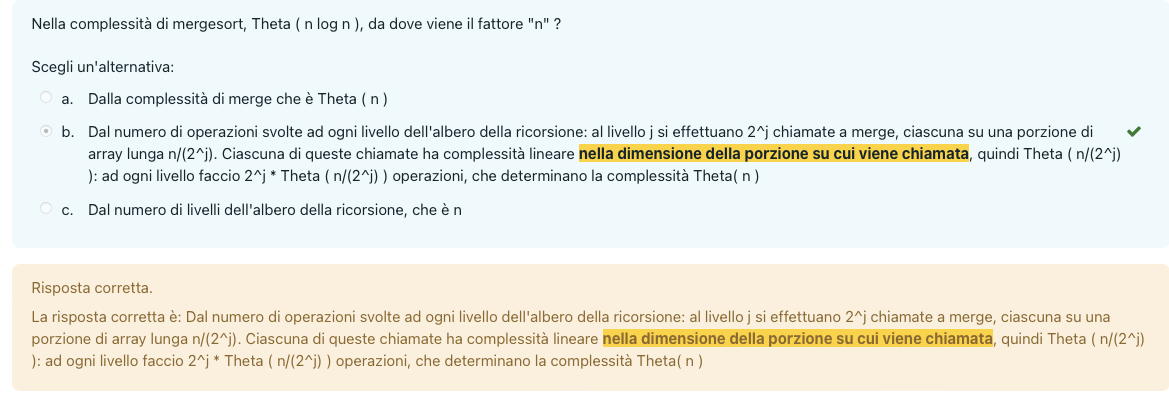 Nella complessità di mergesort, Theta ( n log n ), da dove viene il fattore "n" ?
Scegli un'alternativa:
a. Dalla complessità di merge che è Theta ( n )
b. Dal numero di operazioni svolte ad ogni livello dell'albero della ricorsione: al livello j si effettuano 2^j chiamate a merge, ciascuna su una porzione di
array lunga n/(2^j). Ciascuna di queste chiamate ha complessità lineare nella dimensione della porzione su cui viene chiamata, quindi Theta ( n/(2^j)
): ad ogni livello faccio 2^j * Theta ( n/(2^j) ) operazioni, che determinano la complessità Theta( n )
c. Dal numero di livelli dell'albero della ricorsione, che è n
Risposta corretta.
La risposta corretta è: Dal numero di operazioni svolte ad ogni livello dell'albero della ricorsione: al livello j si effettuano 2^j chiamate a merge, ciascuna su una
porzione di array lunga n/(2^j). Ciascuna di queste chiamate ha complessità lineare nella dimensione della porzione su cui viene chiamata, quindi Theta ( n/(2^j)
): ad ogni livello faccio 2^j * Theta ( n/(2^j) ) operazioni, che determinano la complessità Theta( n )